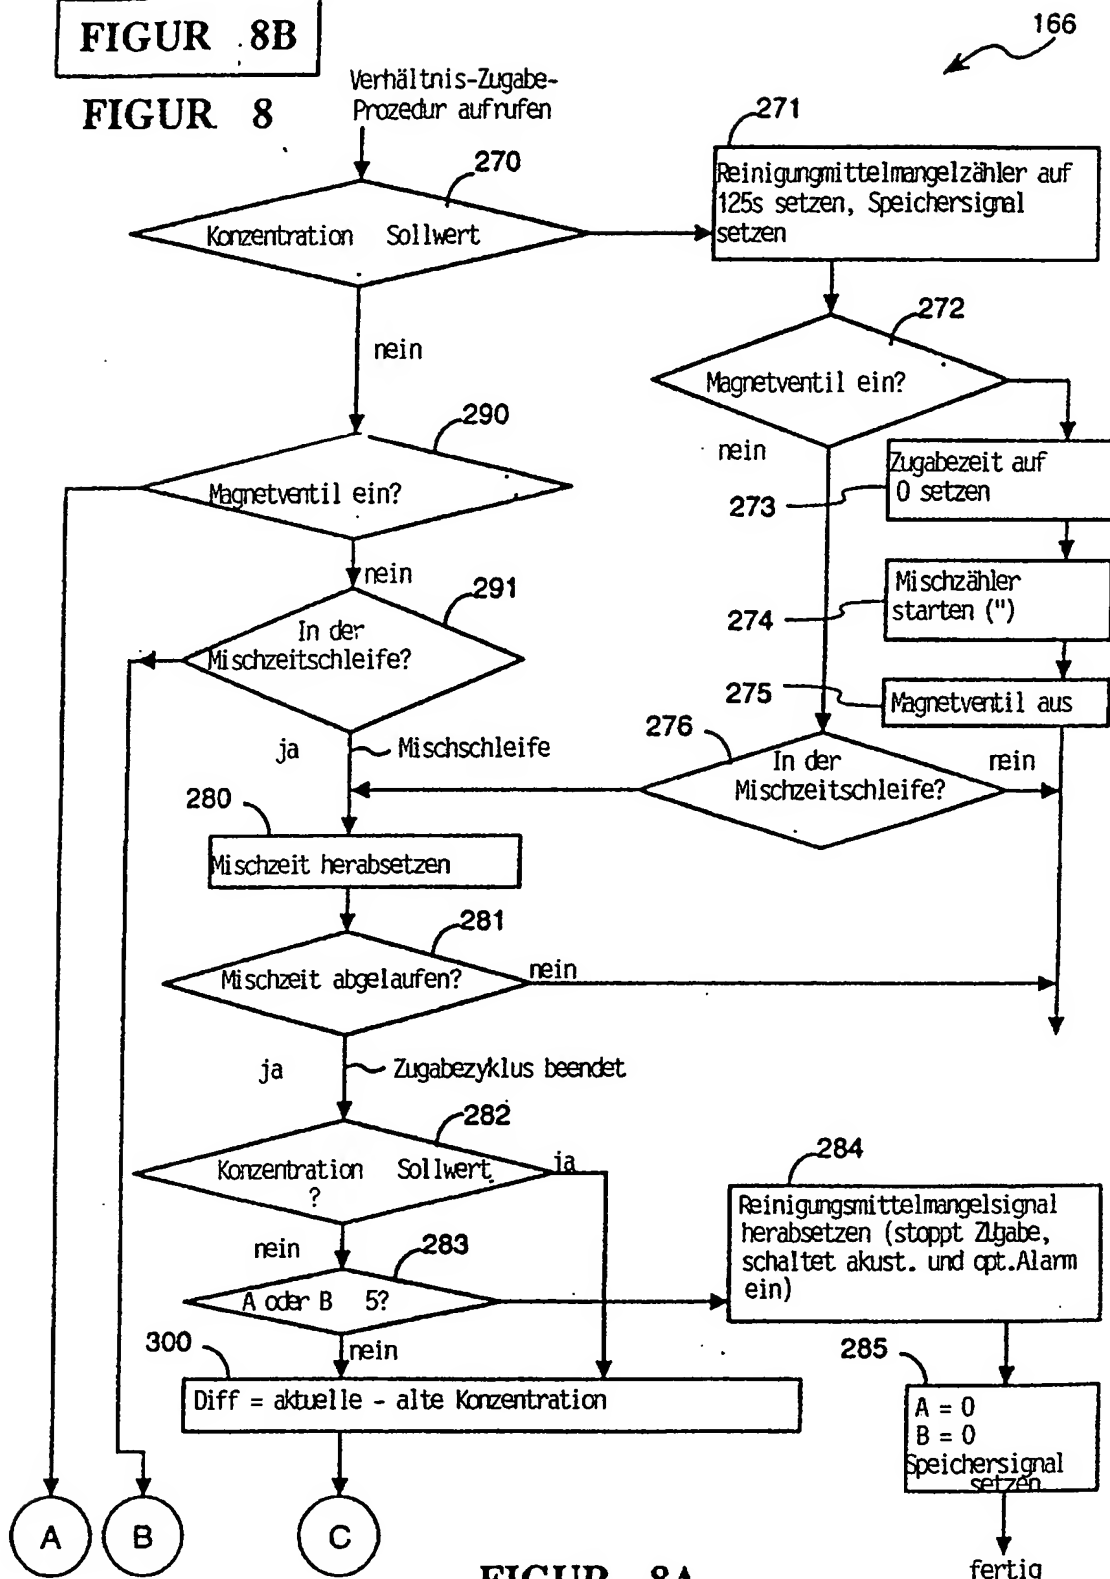 FIGUR 8B
166
FIGUR 8
Verhältnis-Zugabe-
Prozedur aufrufen
270
Konzentration Sollwert
271
Reinigungmittelmangelzähler auf
125s setzen, Speichersignal
setzen
nein
272
Magnetventil ein?
nein
290
Magnetventil ein?
273
Zugabezeit auf
0 setzen
nein
291
In der
Mischzeitschleife?
274
Mischzähler
starten (")
275
Magnetventil aus
ja
Mischschleife
276
In der
Mischzeitschleife?
nein
280
Mischzeit herabsetzen
281
Mischzeit abgelaufen?
nein
ja
Zugabezyklus beendet
282
Konzentration Sollwert
?
ja
nein
283
A oder B 5?
284
Reinigungsmittelmangelsignal
herabsetzen (stoppt Zugabe,
schaltet akust. und opt.Alarm
ein)
nein
300
Diff = aktuelle - alte Konzentration
285
A = 0
B = 0
Speichersignal
setzen
A
B
C
fertig
FIGUR 8A